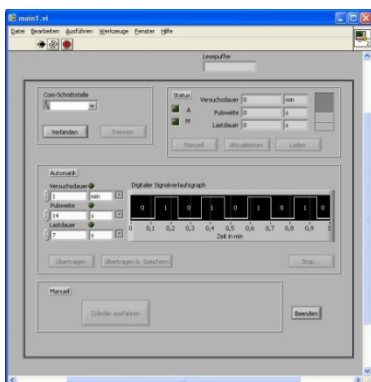 main1.vi
Datei Bearbeiten Ausführen Werkzeuge Fenster Hilfe
Lesepuffer
Com-Schnittstelle
Verbinden Trennen
Status
A
M
Versuchsdauer 0 min
Pulsweite 0 s
Lastdauer 0 s
Manuell Aktualisieren Laden
Automatik
Versuchsdauer
1 min
Pulsweite
14 s
Lastdauer
7 s
Digitaler Signalverlaufsgraph
0 1 0 1 0 1 0 1 0
0 0,1 0,2 0,3 0,4 0,5 0,6 0,7 0,8 0,9 1
Zeit in min
Übertragen Übertragen & Speichern Stop...
Manuell
Zylinder ausfahren
Beenden